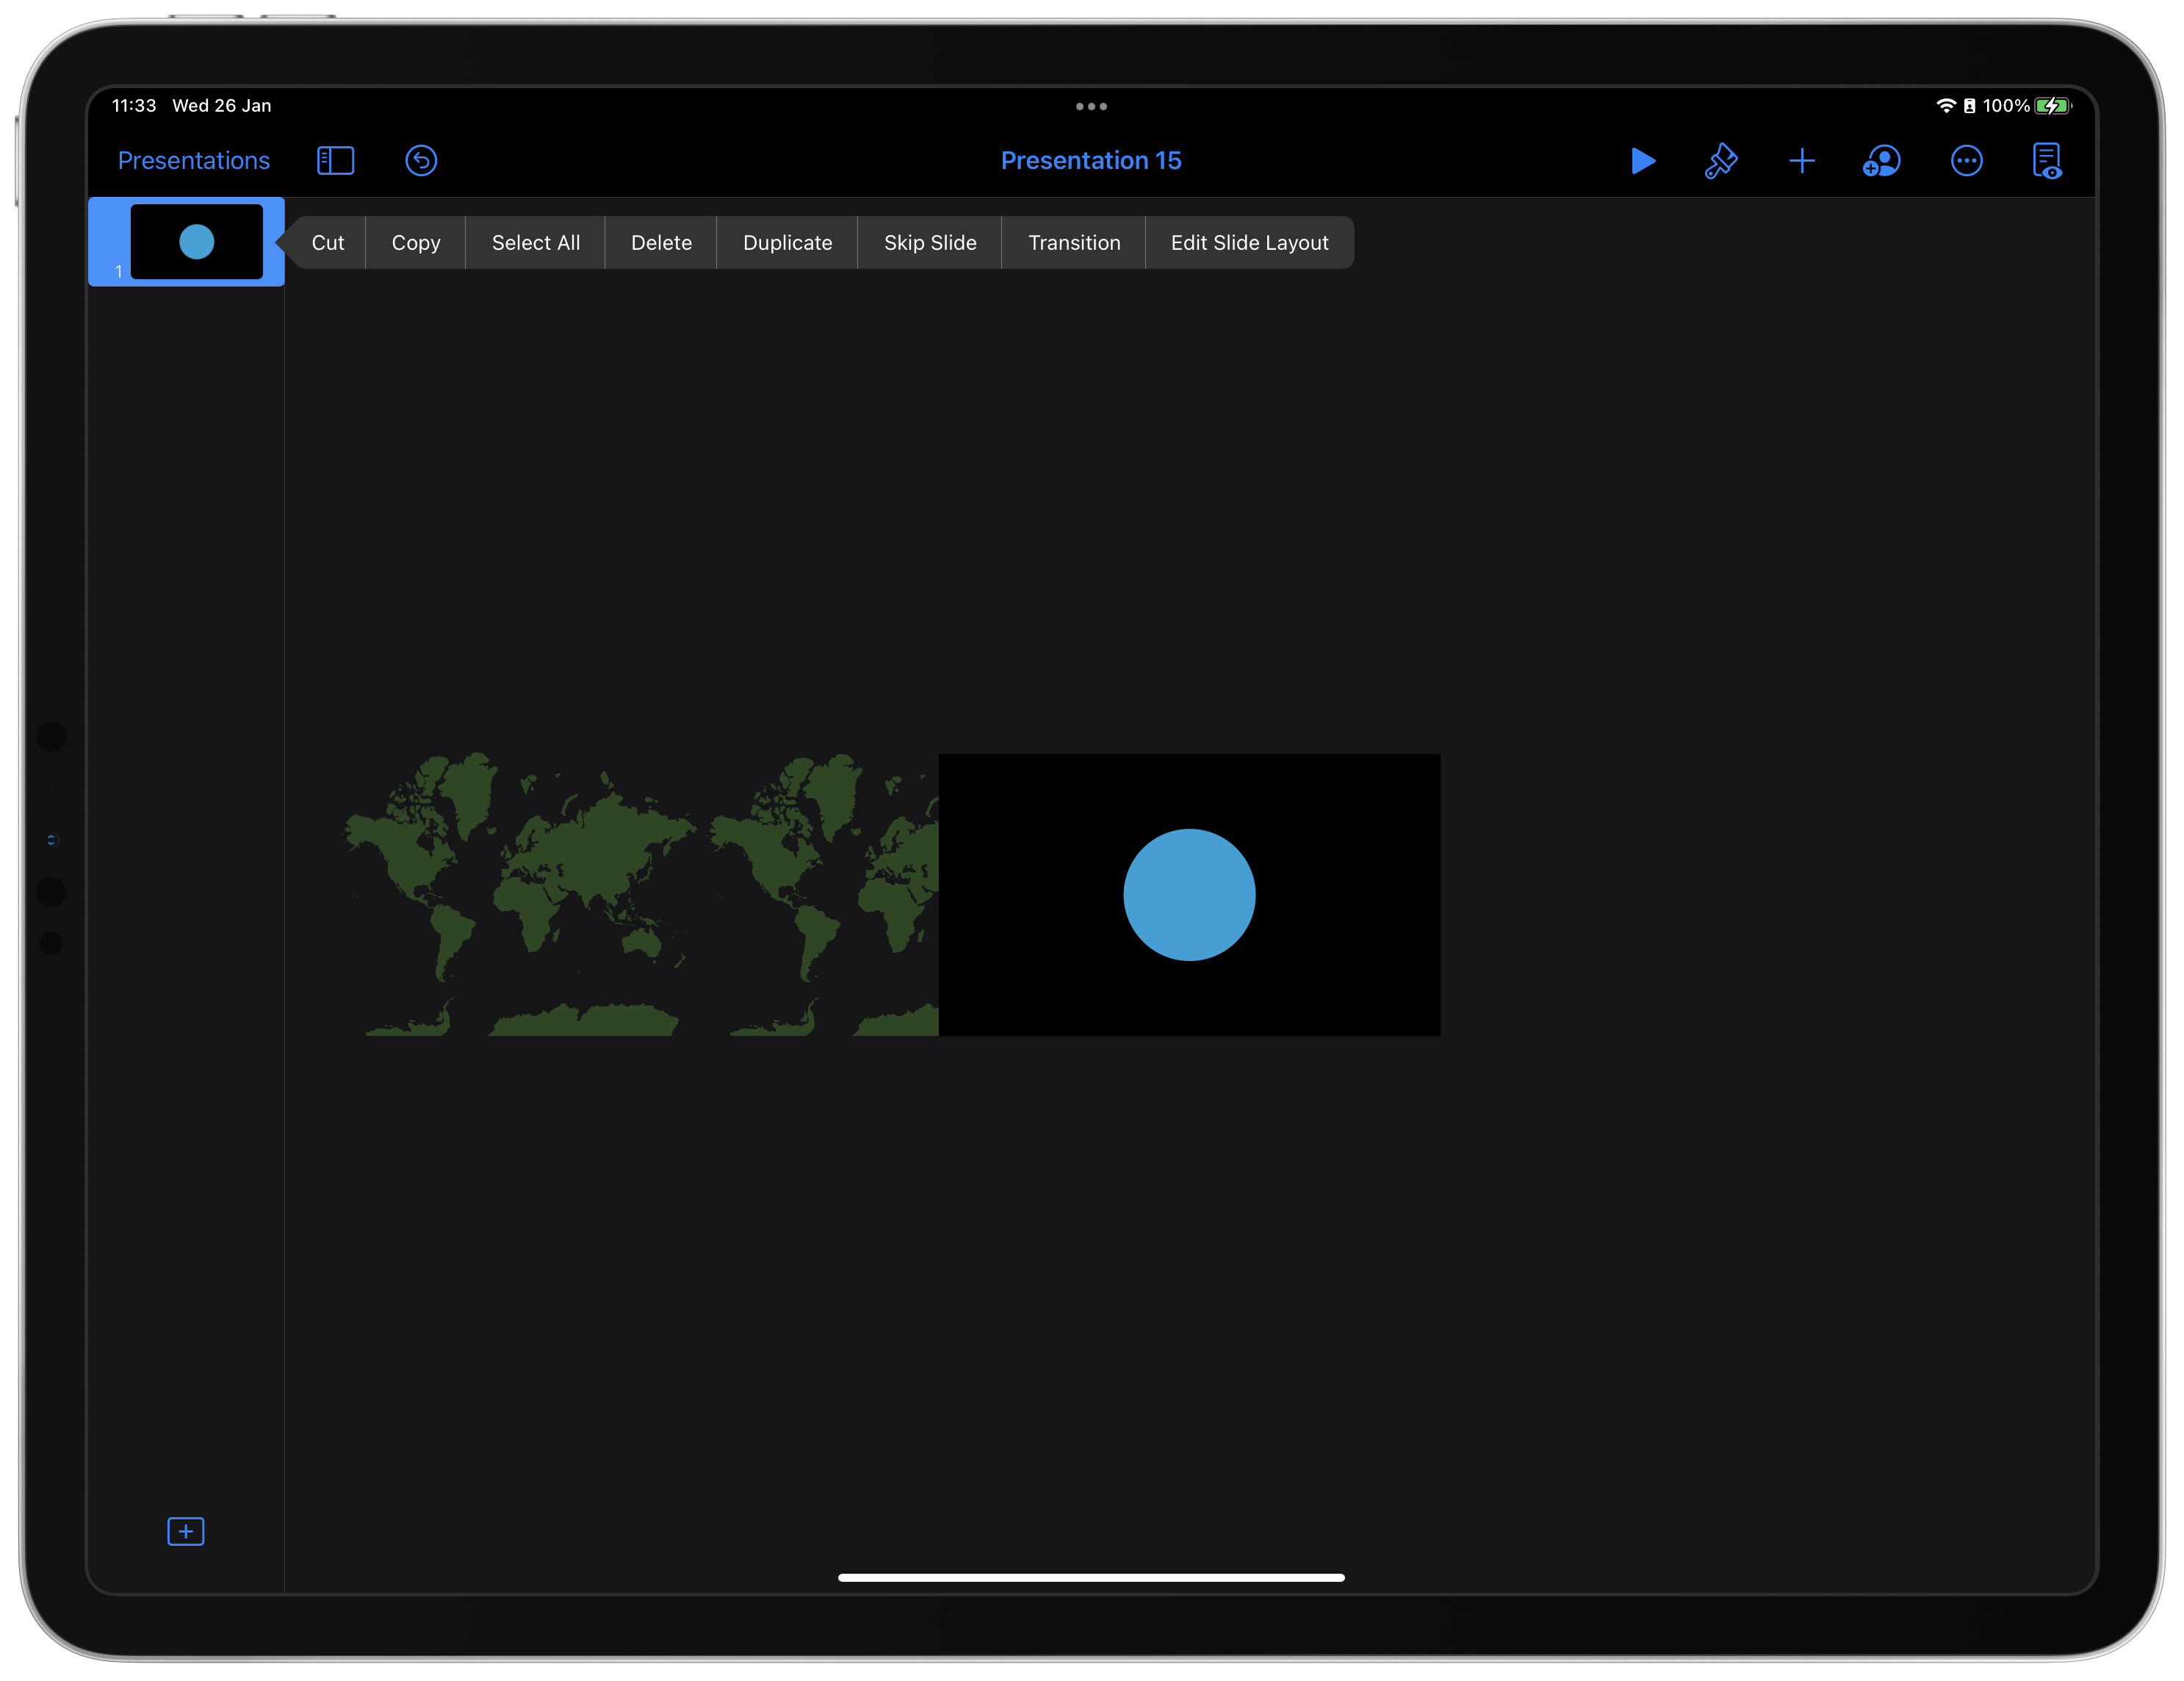 11:33 Wed 26 Jan
100%
Presentations
Presentation 15
1
Cut Copy Select All Delete Duplicate Skip Slide Transition Edit Slide Layout